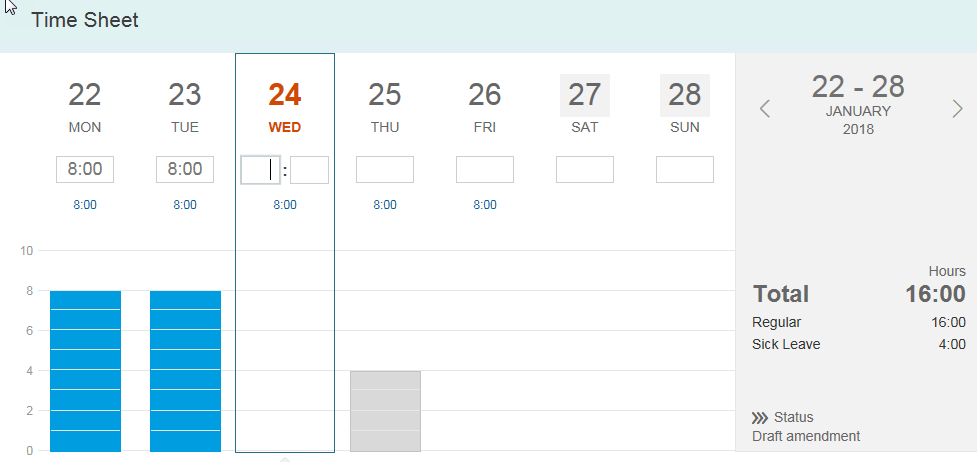 Time Sheet
22 23 24 25 26 27 28
MON TUE WED THU FRI SAT SUN
8:00 8:00 :
8:00 8:00 8:00 8:00 8:00
10
8
6
4
2
0
22 - 28
JANUARY
2018
Hours
Total 16:00
Regular 16:00
Sick Leave 4:00
Status
Draft amendment